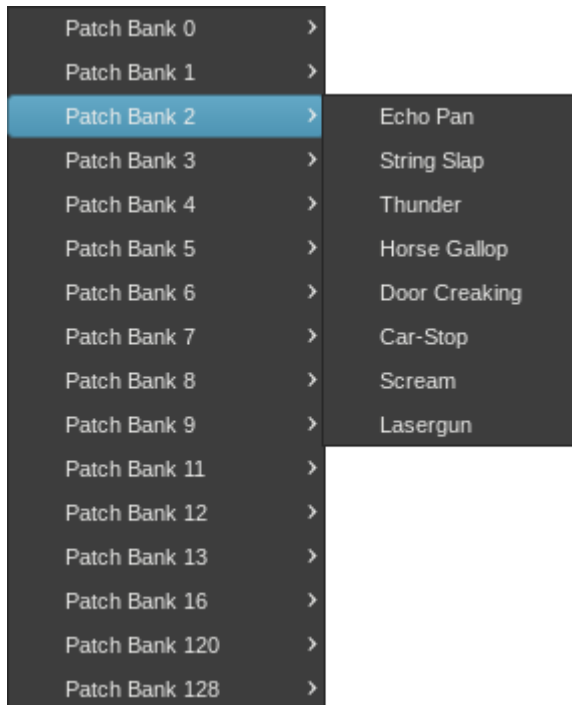 Patch Bank 0
Patch Bank 1
Patch Bank 2
Patch Bank 3
Patch Bank 4
Patch Bank 5
Patch Bank 6
Patch Bank 7
Patch Bank 8
Patch Bank 9
Patch Bank 11
Patch Bank 12
Patch Bank 13
Patch Bank 16
Patch Bank 120
Patch Bank 128
Echo Pan
String Slap
Thunder
Horse Gallop
Door Creaking
Car-Stop
Scream
Lasergun